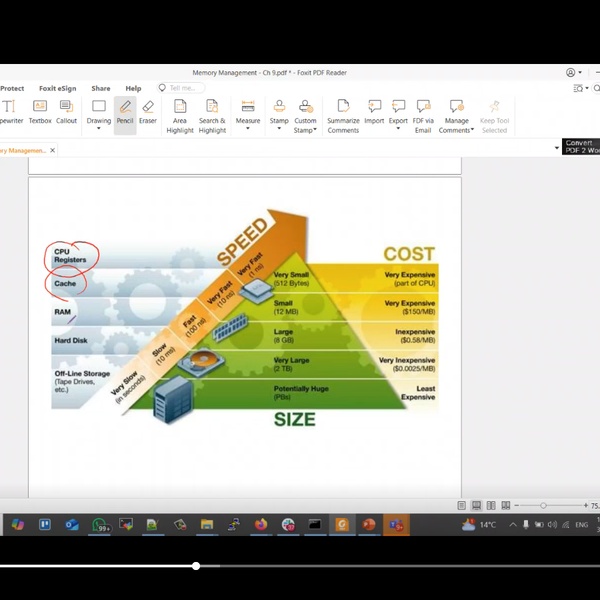 Memory Management - Ch 9.pdf * - Foxit PDF Reader
Protect Foxit eSign Share Help Tell me...
Textbox Callout Drawing Pencil Eraser Area Highlight Search & Highlight Measure Stamp Custom Stamp Summarize Comments Import Export FDF via Email Manage Comments Keep Tool Selected
Convert
PDF 2 Wo
SPEED
COST
CPU
Registers
Very Fast
(1 ns)
Very Small
(512 Bytes)
Very Expensive
(part of CPU)
Cache
Very Fast
(10 ns)
Small
(12 MB)
Very Expensive
($150/MB)
RAM
Fast
(100 ns)
Large
(8 GB)
Inexpensive
($0.58/MB)
Hard Disk
Slow
(10 ms)
Very Large
(2 TB)
Very Inexpensive
($0.0025/MB)
Off-Line Storage
(Tape Drives,
etc.)
Very Slow
(in seconds)
Potentially Huge
(PBs)
Least
Expensive
SIZE
99+
14°C
ENG